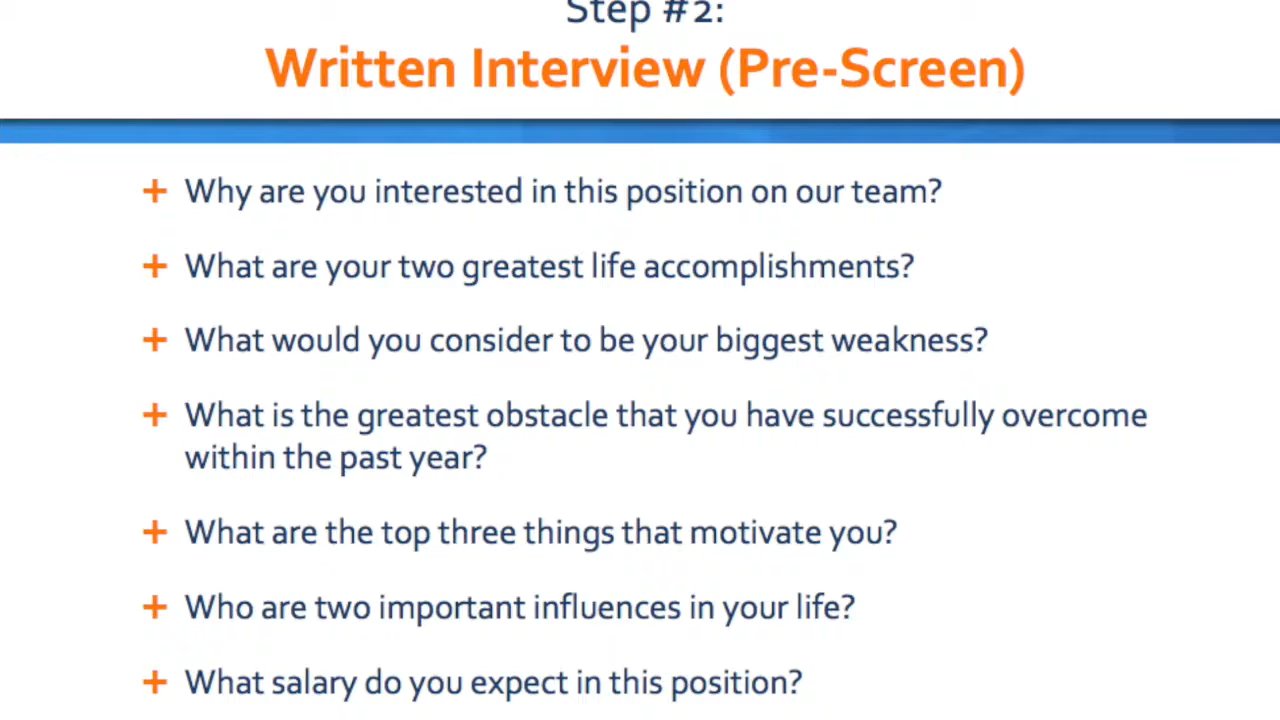 Step #2:
Written Interview (Pre-Screen)
+ Why are you interested in this position on our team?
+ What are your two greatest life accomplishments?
+ What would you consider to be your biggest weakness?
+ What is the greatest obstacle that you have successfully overcome
within the past year?
+ What are the top three things that motivate you?
+ Who are two important influences in your life?
+ What salary do you expect in this position?